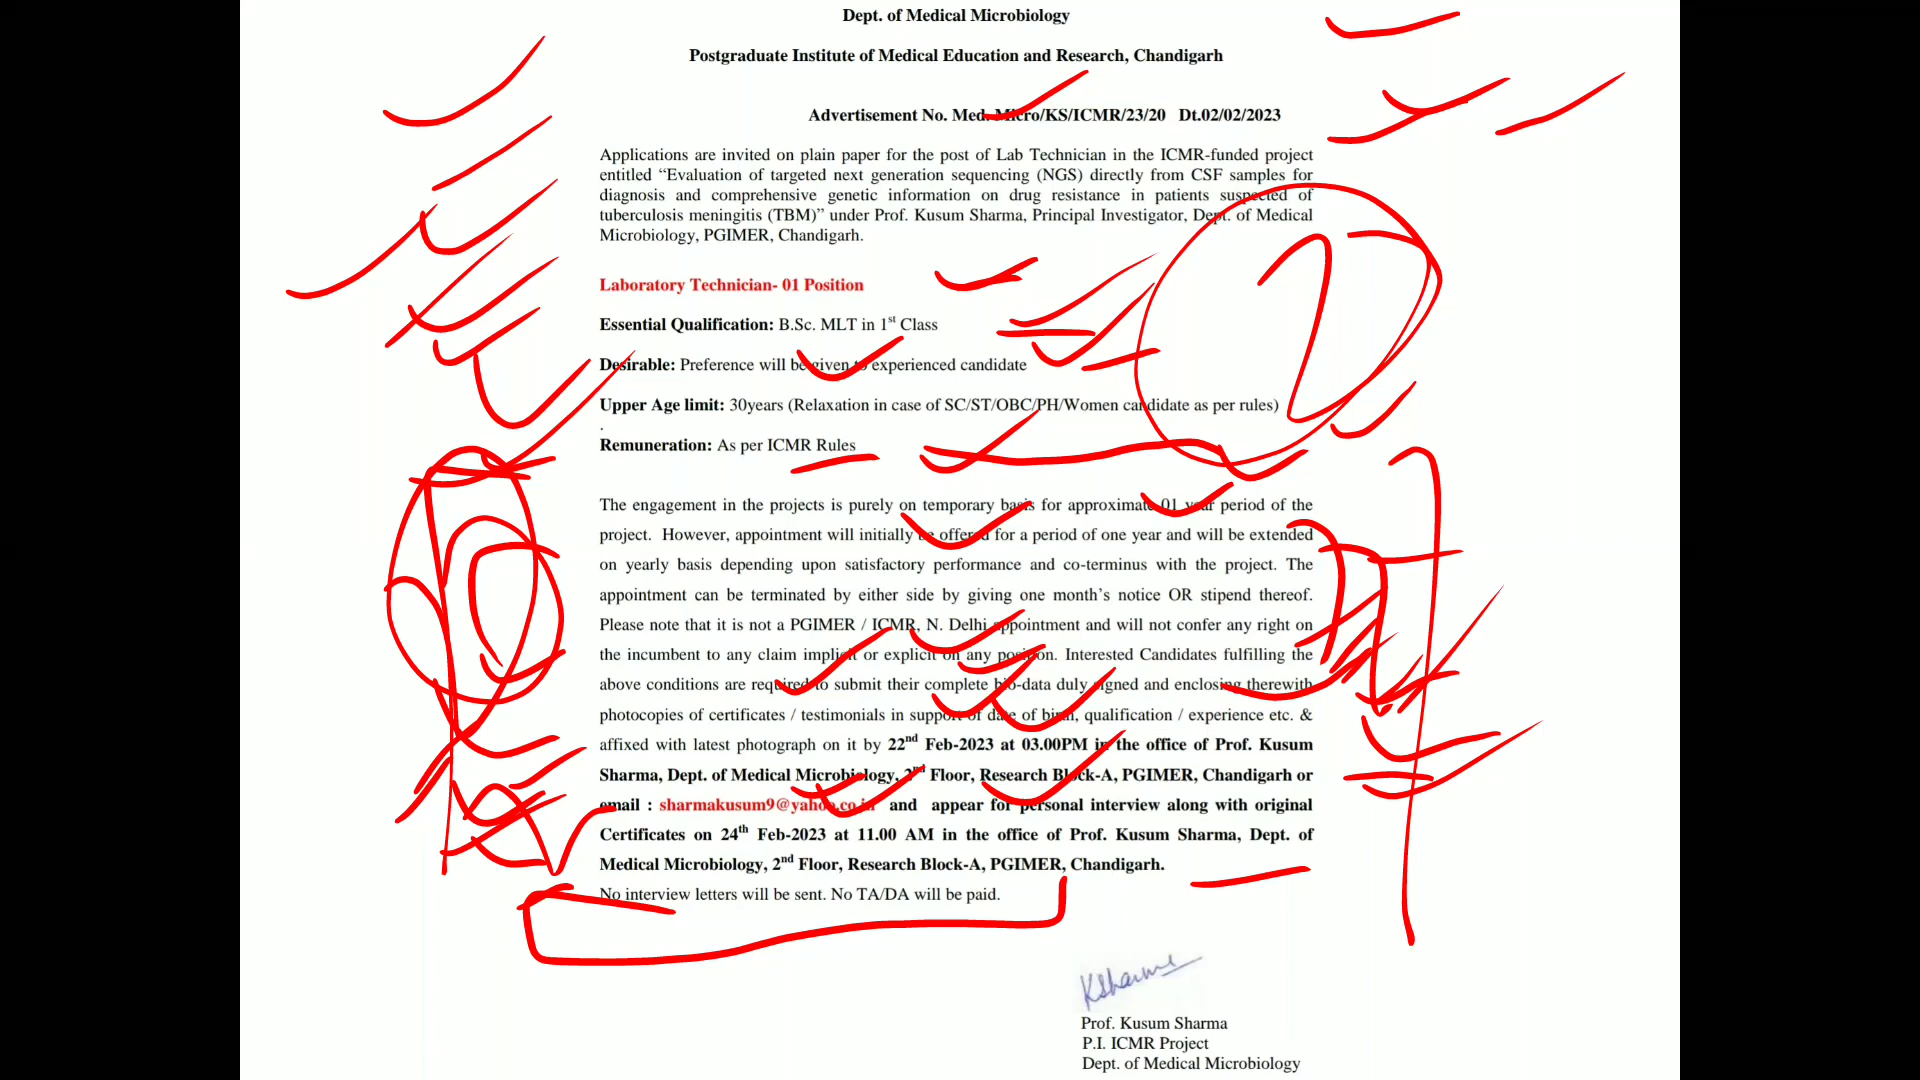 Dept. of Medical Microbiology
Postgraduate Institute of Medical Education and Research, Chandigarh
Advertisement No. Med. Micro/KS/ICMR/23/20 Dt.02/02/2023
Applications are invited on plain paper for the post of Lab Technician in the ICMR-funded project
entitled “Evaluation of targeted next generation sequencing (NGS) directly from CSF samples for
diagnosis and comprehensive genetic information on drug resistance in patients suspected of
tuberculosis meningitis (TBM)” under Prof. Kusum Sharma, Principal Investigator, Dept. of Medical
Microbiology, PGIMER, Chandigarh.
Laboratory Technician- 01 Position
Essential Qualification: B.Sc. MLT in 1st Class
Desirable: Preference will be given to experienced candidate
Upper Age limit: 30years (Relaxation in case of SC/ST/OBC/PH/Women candidate as per rules)
.
Remuneration: As per ICMR Rules
The engagement in the projects is purely on temporary basis for approximate 01 year period of the
project. However, appointment will initially be offered for a period of one year and will be extended
on yearly basis depending upon satisfactory performance and co-terminus with the project. The
appointment can be terminated by either side by giving one month’s notice OR stipend thereof.
Please note that it is not a PGIMER / ICMR, N. Delhi appointment and will not confer any right on
the incumbent to any claim implicit or explicit on any position. Interested Candidates fulfilling the
above conditions are required to submit their complete bio-data duly signed and enclosing therewith
photocopies of certificates / testimonials in support of date of birth, qualification / experience etc. &
affixed with latest photograph on it by 22nd Feb-2023 at 03.00PM in the office of Prof. Kusum
Sharma, Dept. of Medical Microbiology, 2nd Floor, Research Block-A, PGIMER, Chandigarh or
email : sharmakusum9@yahoo.co.in and appear for personal interview along with original
Certificates on 24th Feb-2023 at 11.00 AM in the office of Prof. Kusum Sharma, Dept. of
Medical Microbiology, 2nd Floor, Research Block-A, PGIMER, Chandigarh.
No interview letters will be sent. No TA/DA will be paid.
KSharma
Prof. Kusum Sharma
P.I. ICMR Project
Dept. of Medical Microbiology